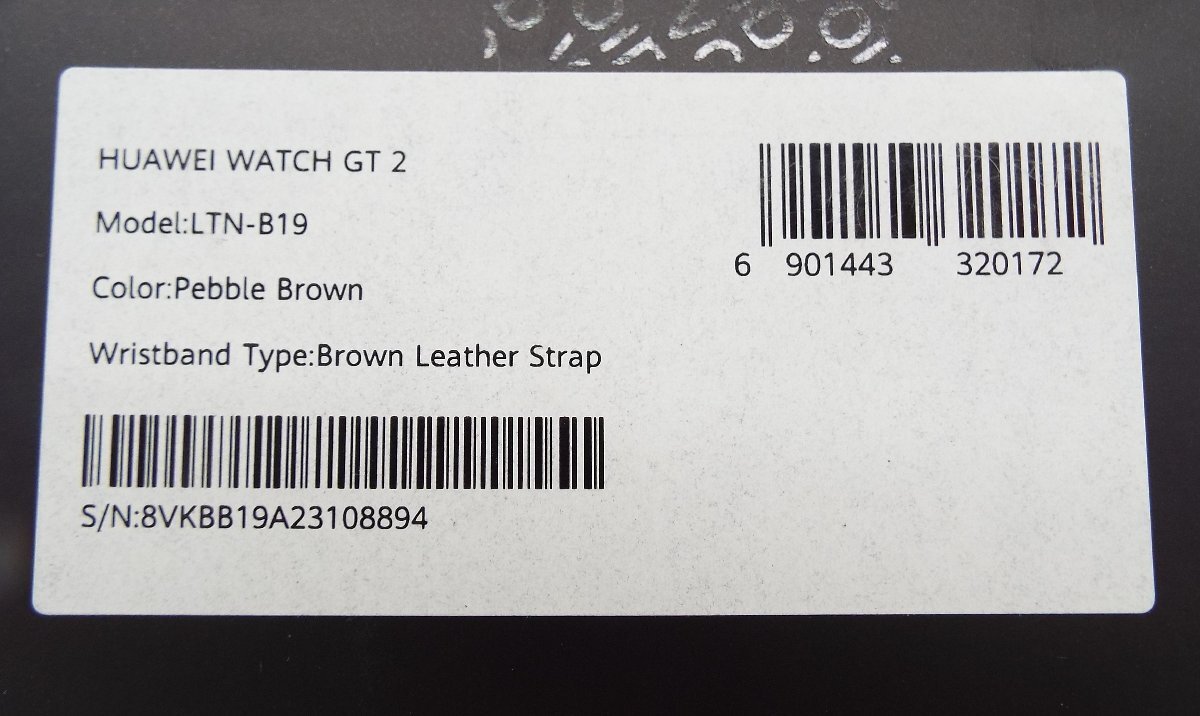 HUAWEI WATCH GT 2
Model:LTN-B19
Color:Pebble Brown
Wristband Type:Brown Leather Strap
S/N:8VKBB19A23108894
6 901443 320172